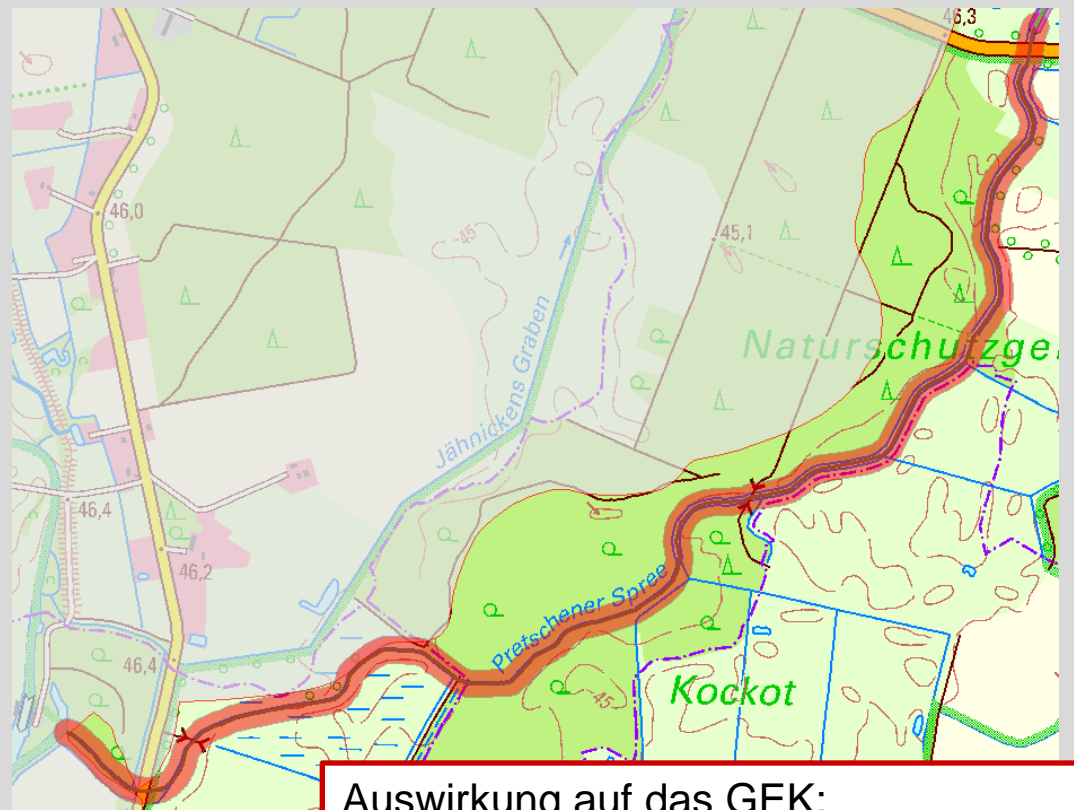 46,3
46,0
45,1
45
Naturschutzge
Jähnickens Graben
46,4
46,2
Pretschener Spree
46,4
45
Kockot
Auswirkung auf das GEK: